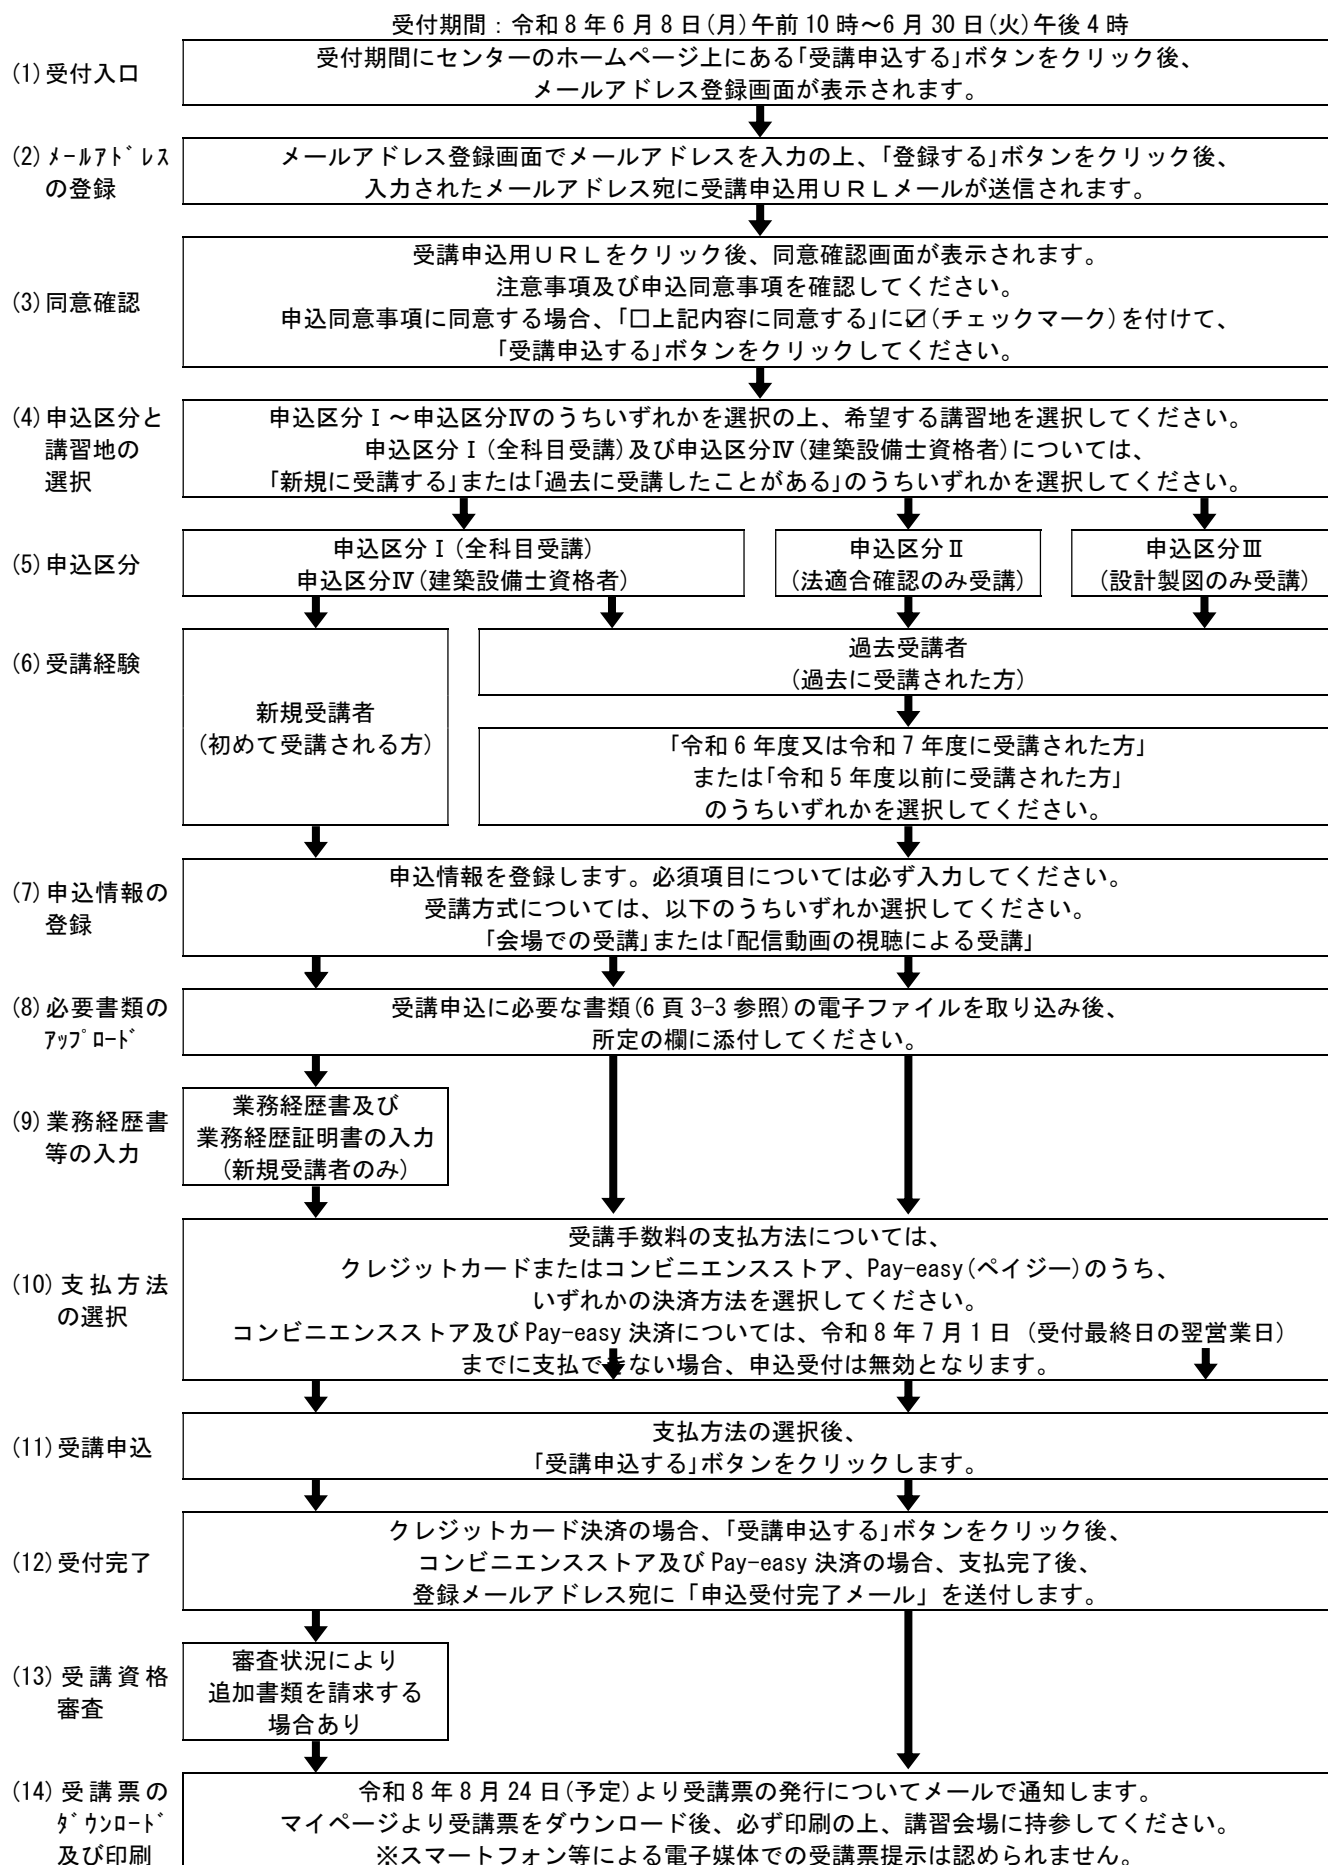 受付期間：令和8年6月8日(月)午前10時～6月30日(火)午後4時
(1)受付入口
受付期間にセンターのホームページ上にある｢受講申込する｣ボタンをクリック後、
メールアドレス登録画面が表示されます。
(2)ﾒｰﾙｱﾄﾞﾚｽ
の登録
メールアドレス登録画面でメールアドレスを入力の上、｢登録する｣ボタンをクリック後、
入力されたメールアドレス宛に受講申込用ＵＲＬメールが送信されます。
(3)同意確認
受講申込用ＵＲＬをクリック後、同意確認画面が表示されます。
注意事項及び申込同意事項を確認してください。
申込同意事項に同意する場合、｢□上記内容に同意する｣に☑(チェックマーク)を付けて、
｢受講申込する｣ボタンをクリックしてください。
(4)申込区分と
講習地の
選択
申込区分Ⅰ～申込区分Ⅳのうちいずれかを選択の上、希望する講習地を選択してください。
申込区分Ⅰ(全科目受講)及び申込区分Ⅳ(建築設備士資格者)については、
｢新規に受講する｣または｢過去に受講したことがある｣のうちいずれかを選択してください。
(5)申込区分
申込区分Ⅰ(全科目受講)
申込区分Ⅳ(建築設備士資格者)
申込区分Ⅱ
(法適合確認のみ受講)
申込区分Ⅲ
(設計製図のみ受講)
(6)受講経験
新規受講者
(初めて受講される方)
過去受講者
(過去に受講された方)
｢令和6年度又は令和7年度に受講された方｣
または｢令和5年度以前に受講された方｣
のうちいずれかを選択してください。
(7)申込情報の
登録
申込情報を登録します。必須項目については必ず入力してください。
受講方式については、以下のうちいずれか選択してください。
｢会場での受講｣または｢配信動画の視聴による受講｣
(8)必要書類の
ｱｯﾌﾟﾛｰﾄﾞ
受講申込に必要な書類(6頁3-3参照)の電子ファイルを取り込み後、
所定の欄に添付してください。
(9)業務経歴書
等の入力
業務経歴書及び
業務経歴証明書の入力
(新規受講者のみ)
(10)支払方法
の選択
受講手数料の支払方法については、
クレジットカードまたはコンビニエンスストア、Pay-easy(ペイジー)のうち、
いずれかの決済方法を選択してください。
コンビニエンスストア及びPay-easy決済については、令和8年7月1日（受付最終日の翌営業日）
までに支払できない場合、申込受付は無効となります。
(11)受講申込
支払方法の選択後、
｢受講申込する｣ボタンをクリックします。
(12)受付完了
クレジットカード決済の場合、｢受講申込する｣ボタンをクリック後、
コンビニエンスストア及びPay-easy決済の場合、支払完了後、
登録メールアドレス宛に「申込受付完了メール」を送付します。
(13)受講資格
審査
審査状況により
追加書類を請求する
場合あり
(14)受講票の
ﾀﾞｳﾝﾛｰﾄﾞ
及び印刷
令和8年8月24日(予定)より受講票の発行についてメールで通知します。
マイページより受講票をダウンロード後、必ず印刷の上、講習会場に持参してください。
※スマートフォン等による電子媒体での受講票提示は認められません。